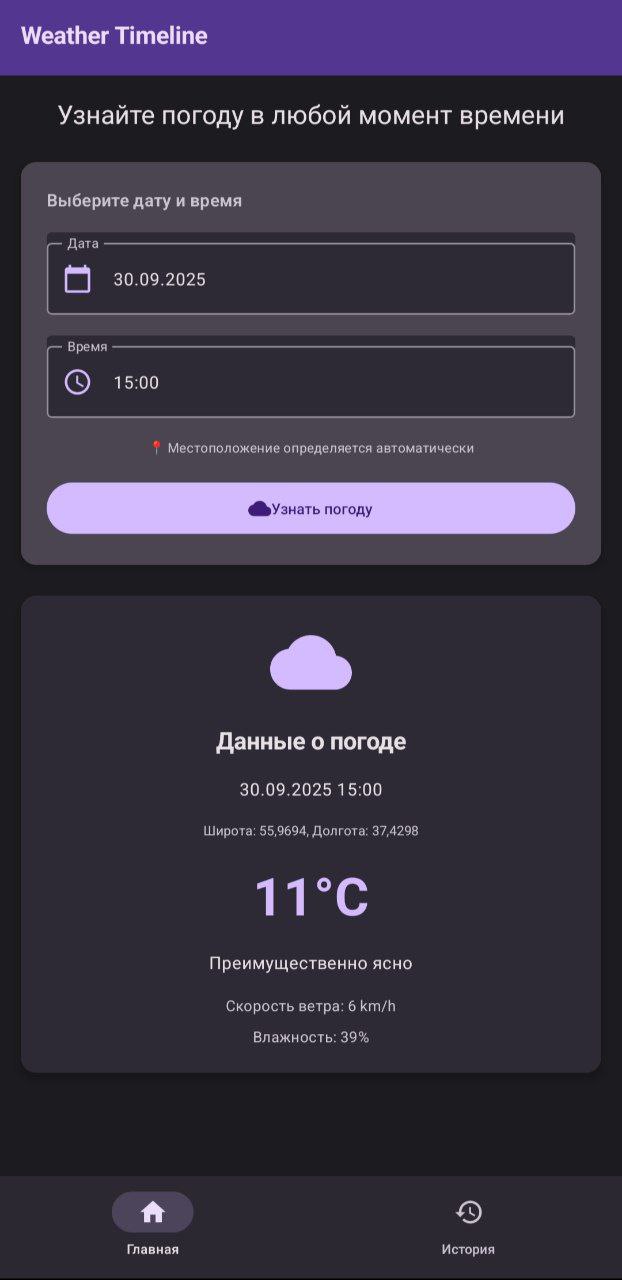 Weather Timeline
Узнайте погоду в любой момент времени
Выберите дату и время
Дата
30.09.2025
Время
15:00
📍 Местоположение определяется автоматически
Узнать погоду
Данные о погоде
30.09.2025 15:00
Широта: 55,9694, Долгота: 37,4298
11°C
Преимущественно ясно
Скорость ветра: 6 km/h
Влажность: 39%
Главная
История